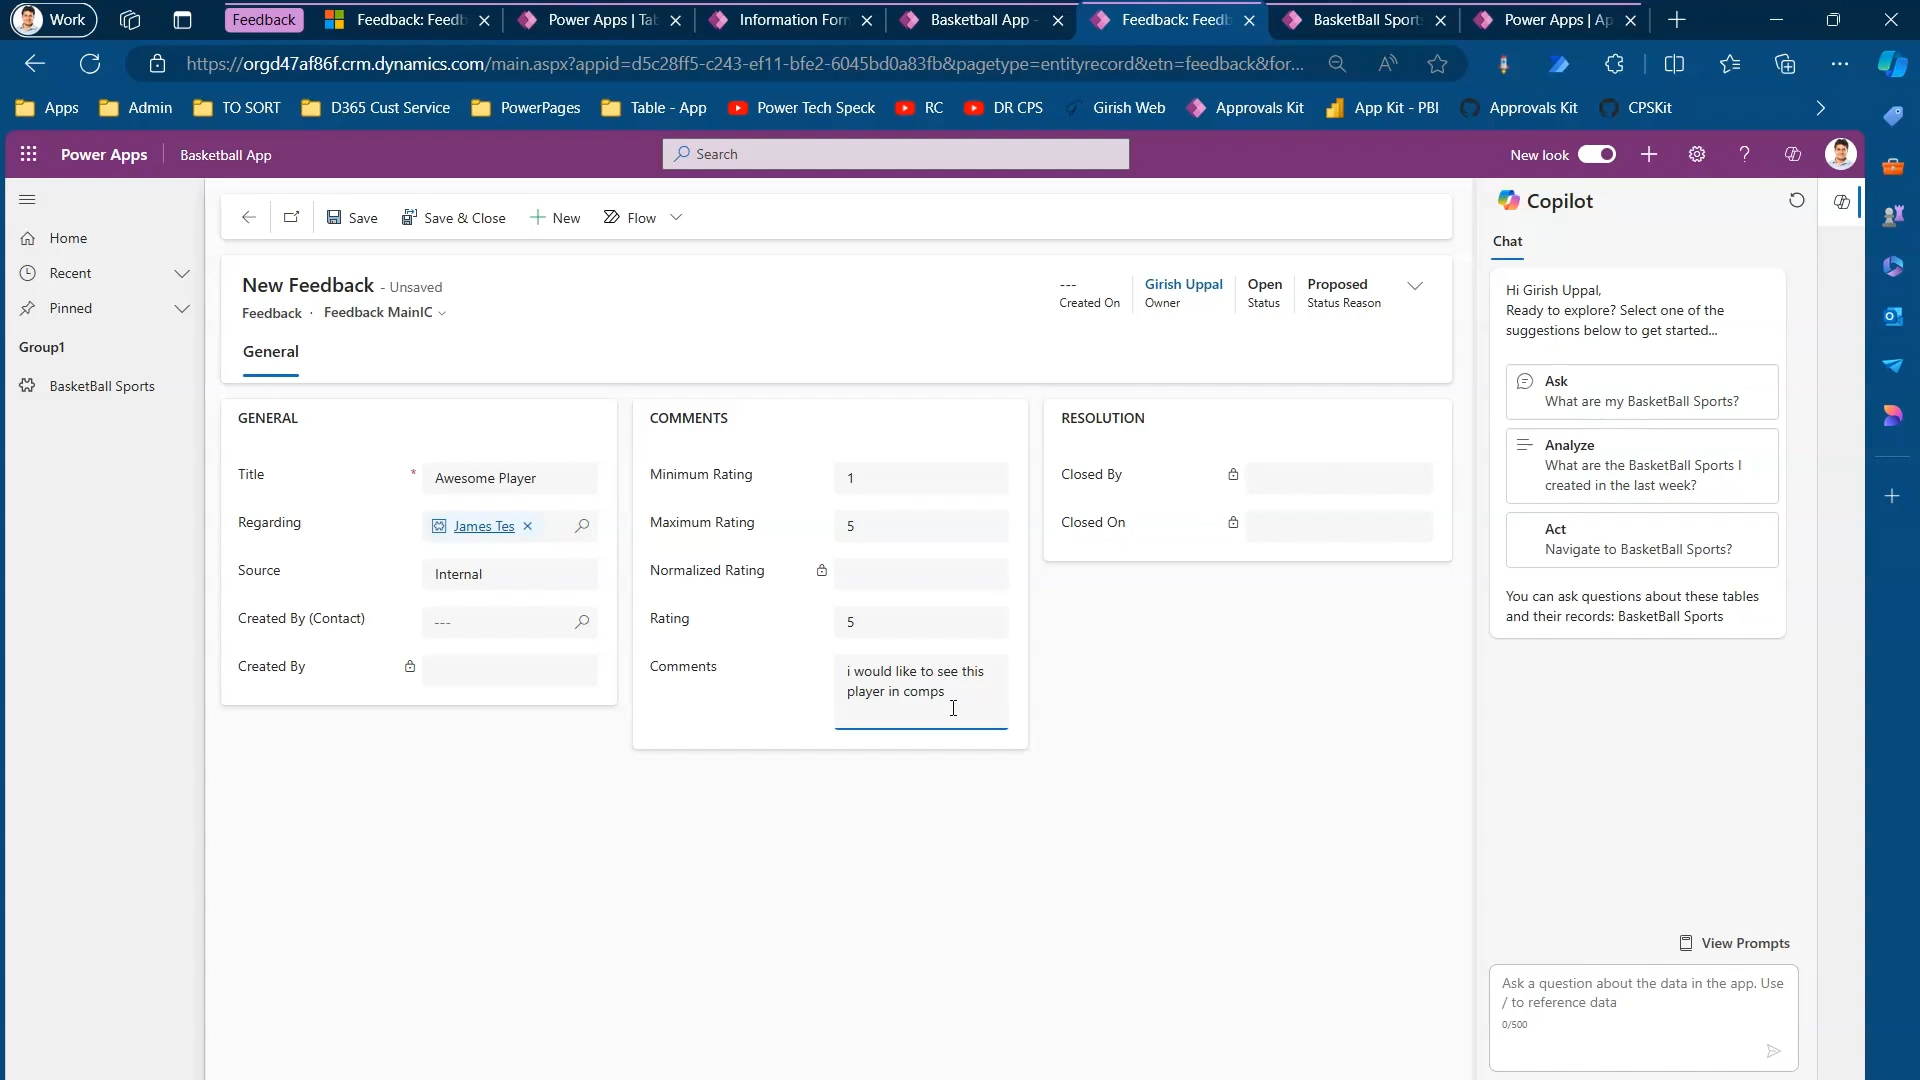 Work
Feedback
Feedback: Feedb
Power Apps | Tab
Information Forn
Basketball App -
Feedback: Feedb
BasketBall Sport
Power Apps | Ap
https://orgd47af86f.crm.dynamics.com/main.aspx?appid=d5c28ff5-c243-ef11-bfe2-6045bd0a83fb&pagetype=entityrecord&etn=feedback&for...
Apps
Admin
TO SORT
D365 Cust Service
PowerPages
Table - App
Power Tech Speck
RC
DR CPS
Girish Web
Approvals Kit
App Kit - PBI
Approvals Kit
CPSKit
Power Apps
Basketball App
Search
New look
Home
Recent
Pinned
Group1
BasketBall Sports
Save
Save & Close
New
Flow
New Feedback - Unsaved
Feedback · Feedback MainIC
---
Created On
Girish Uppal
Owner
Open
Status
Proposed
Status Reason
General
GENERAL
Title * Awesome Player
Regarding James Tes
Source Internal
Created By (Contact) ---
Created By
COMMENTS
Minimum Rating 1
Maximum Rating 5
Normalized Rating
Rating 5
Comments
i would like to see this
player in comps
RESOLUTION
Closed By
Closed On
Copilot
Chat
Hi Girish Uppal,
Ready to explore? Select one of the
suggestions below to get started...
Ask
What are my BasketBall Sports?
Analyze
What are the BasketBall Sports I
created in the last week?
Act
Navigate to BasketBall Sports?
You can ask questions about these tables
and their records: BasketBall Sports
View Prompts
Ask a question about the data in the app. Use
/ to reference data
0/500